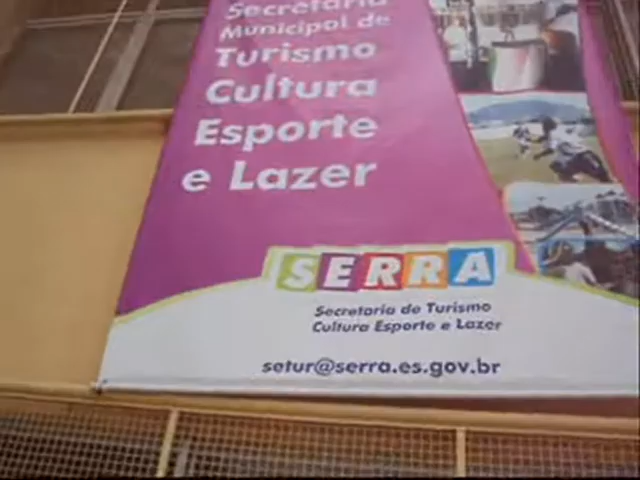 Secretaria
Municipal de
Turismo
Cultura
Esporte
e Lazer
SERRA
Secretaria de Turismo
Cultura Esporte e Lazer
setur@serra.es.gov.br